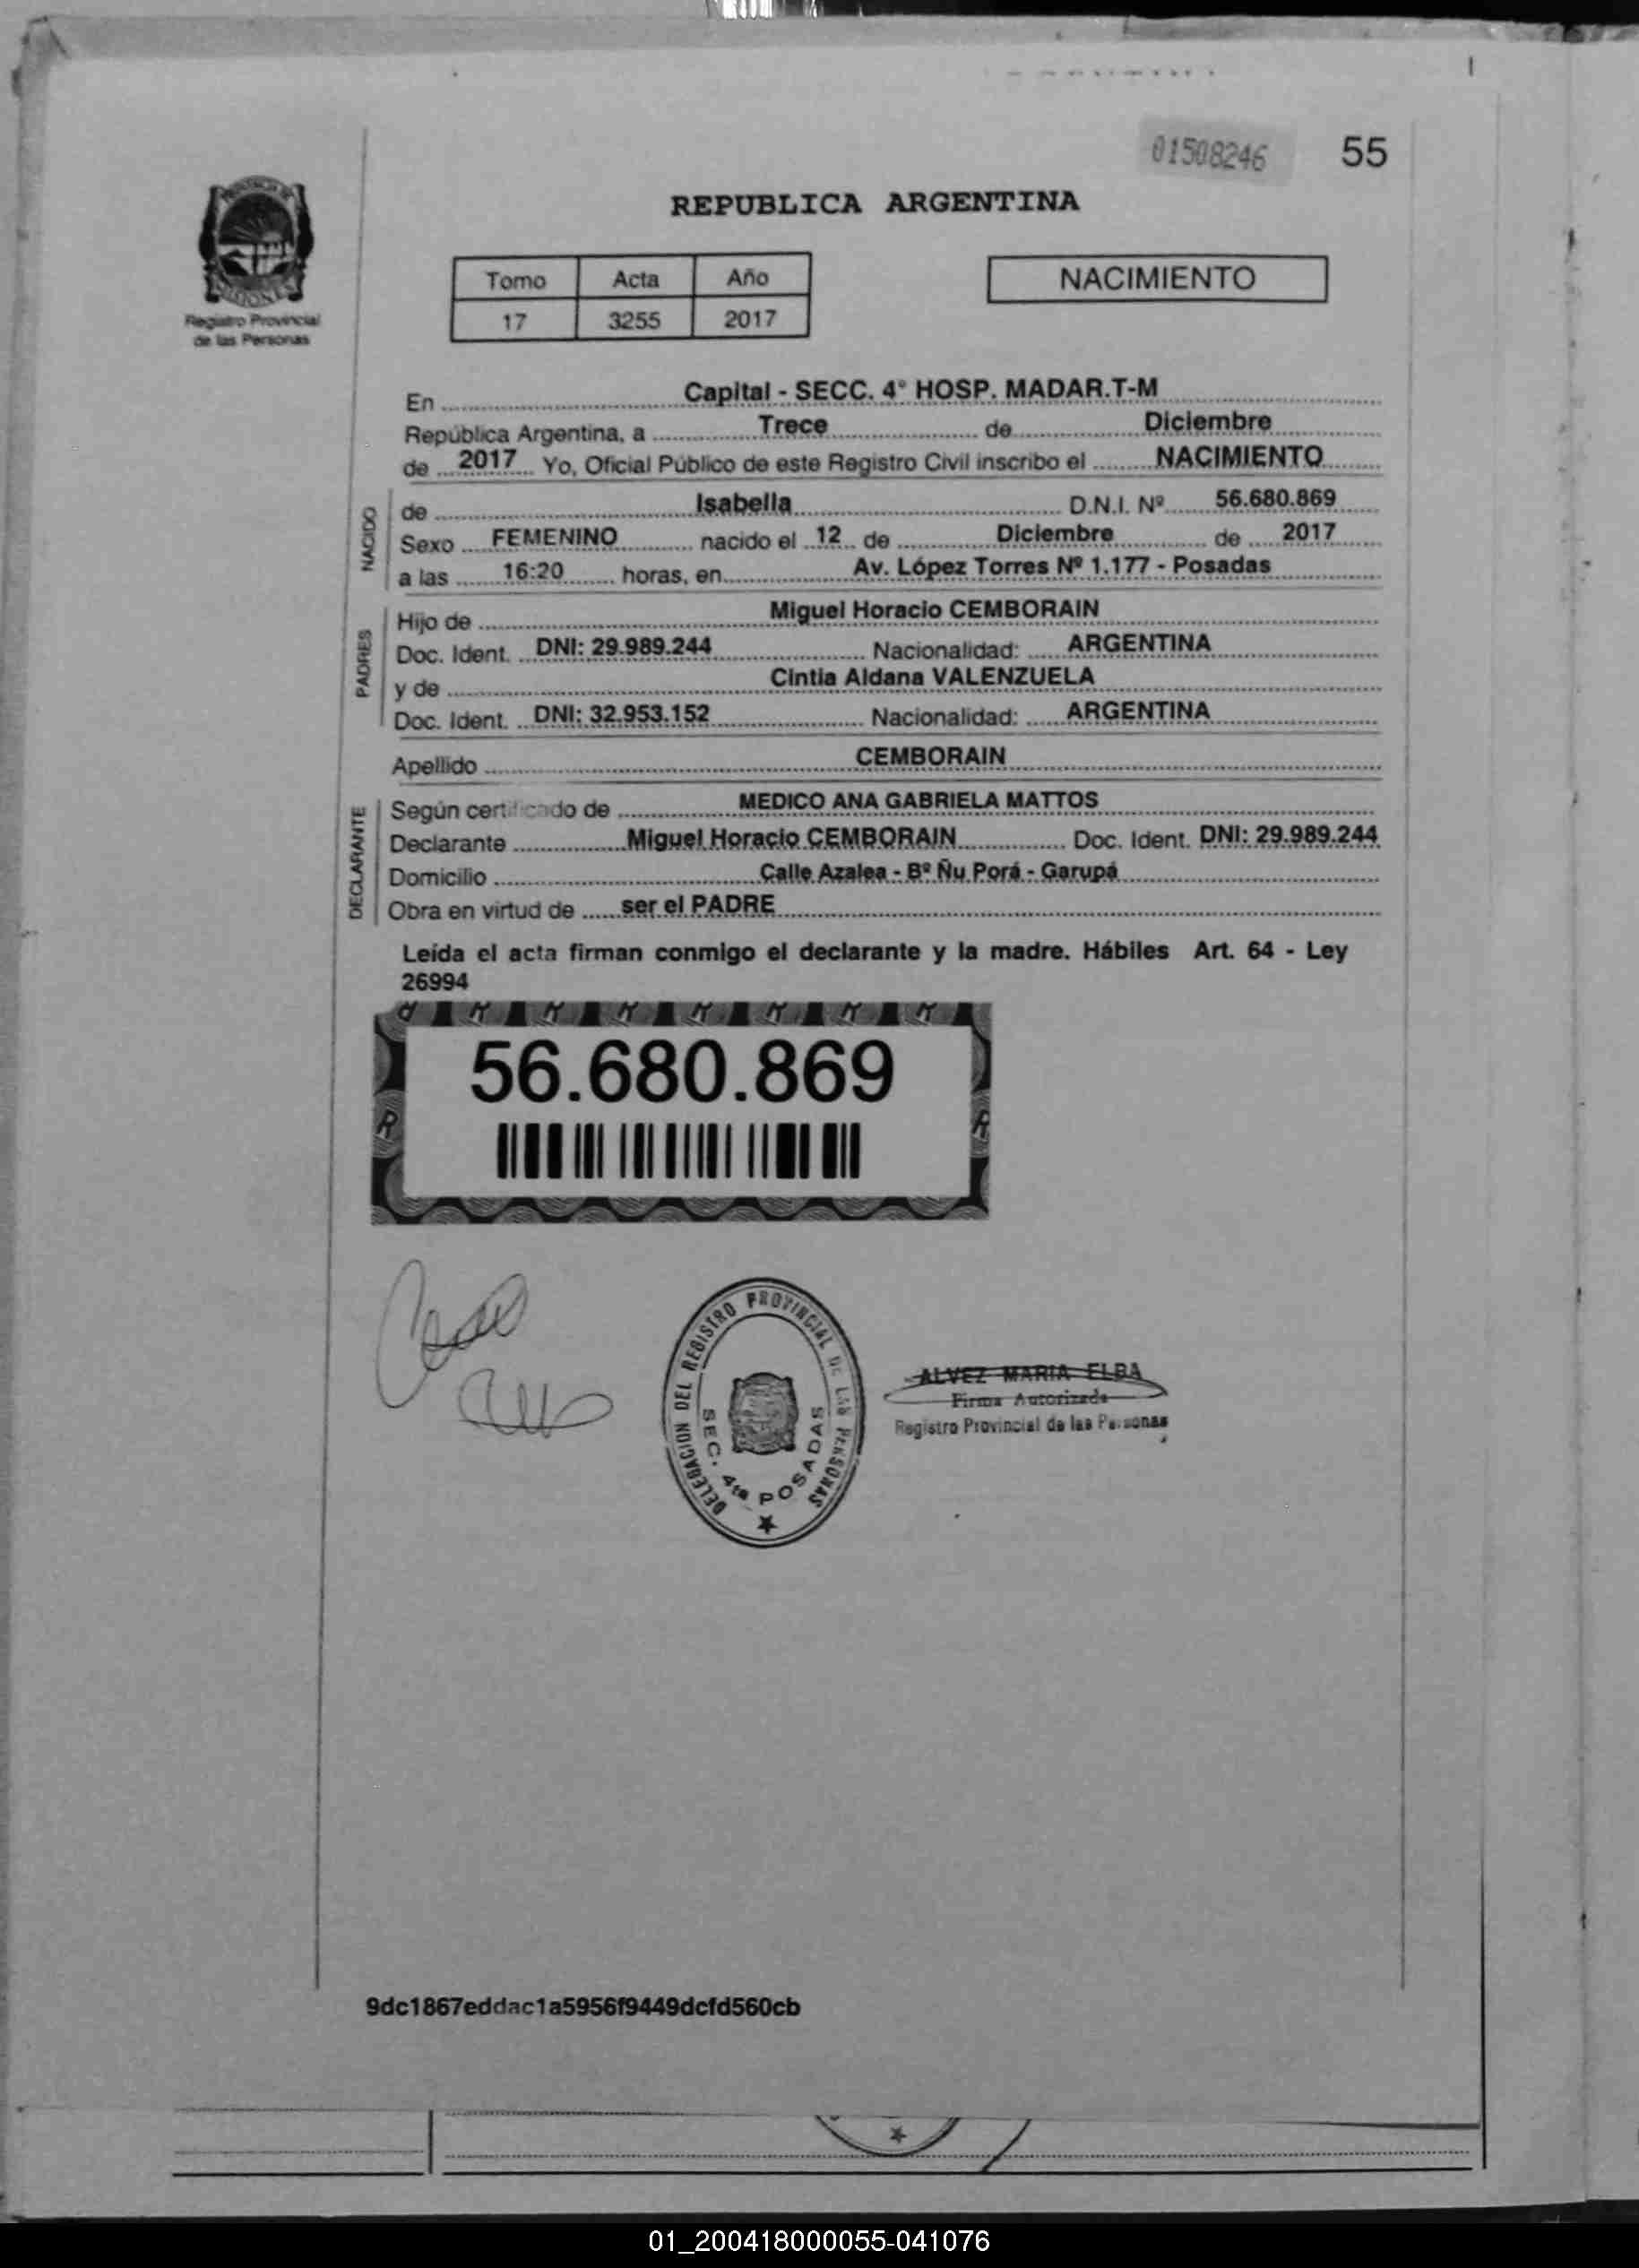 01508246 55
PROVINCIA DE
MISIONES
Registro Provincial
de las Personas
REPUBLICA ARGENTINA
Tomo Acta Año
17 3255 2017
NACIMIENTO
En Capital - SECC. 4° HOSP. MADAR.T-M
República Argentina, a Trece de Diciembre
de 2017 Yo, Oficial Público de este Registro Civil inscribo el NACIMIENTO
NACIDO
de Isabella D.N.I. Nº 56.680.869
Sexo FEMENINO nacido el 12 de Diciembre de 2017
a las 16:20 horas, en Av. López Torres Nº 1.177 - Posadas
PADRES
Hijo de Miguel Horacio CEMBORAIN
Doc. Ident. DNI: 29.989.244 Nacionalidad: ARGENTINA
y de Cintia Aldana VALENZUELA
Doc. Ident. DNI: 32.953.152 Nacionalidad: ARGENTINA
Apellido CEMBORAIN
DECLARANTE
Según certificado de MEDICO ANA GABRIELA MATTOS
Declarante Miguel Horacio CEMBORAIN Doc. Ident. DNI: 29.989.244
Domicilio Calle Azalea - Bº Ñu Porá - Garupá
Obra en virtud de ser el PADRE
Leída el acta firman conmigo el declarante y la madre. Hábiles Art. 64 - Ley
26994
56.680.869
DELEGACION DEL REGISTRO PROVINCIAL DE LAS PERSONAS
SEC. 4ta POSADAS
ALVEZ MARIA ELBA
Firma Autorizada
Registro Provincial de las Personas
9dc1867eddac1a5956f9449dcfd560cb
01_200418000055-041076